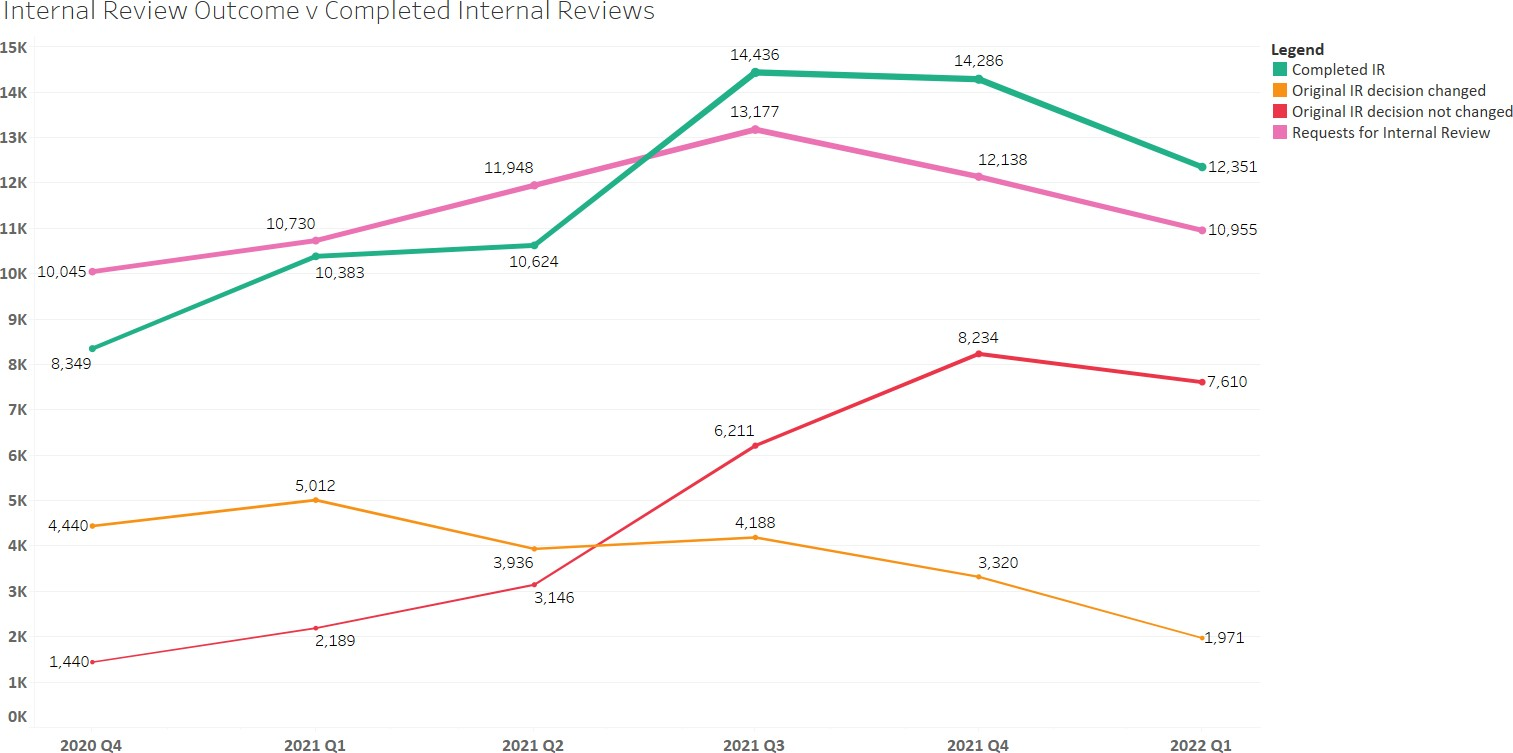 Internal Review Outcome v Completed Internal Reviews
Legend
Completed IR
Original IR decision changed
Original IR decision not changed
Requests for Internal Review
15K
14K
13K
12K
11K
10K
9K
8K
7K
6K
5K
4K
3K
2K
1K
0K
14,436
14,286
13,177
12,138
11,948
12,351
10,730
10,955
10,045
10,383
10,624
8,349
8,234
7,610
6,211
5,012
4,440
4,188
3,936
3,320
3,146
2,189
1,971
1,440
2020 Q4
2021 Q1
2021 Q2
2021 Q3
2021 Q4
2022 Q1